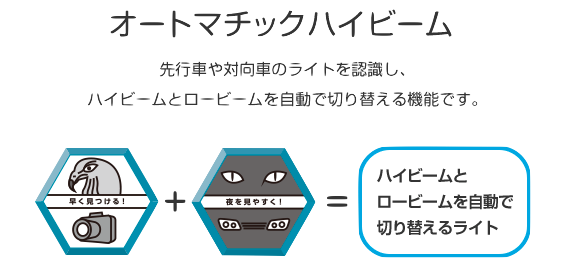 オートマチックハイビーム
先行車や対向車のライトを認識し、
ハイビームとロービームを自動で切り替える機能です。
早く見つける!
+
夜を見やすく!
=
ハイビームと
ロービームを自動で
切り替えるライト